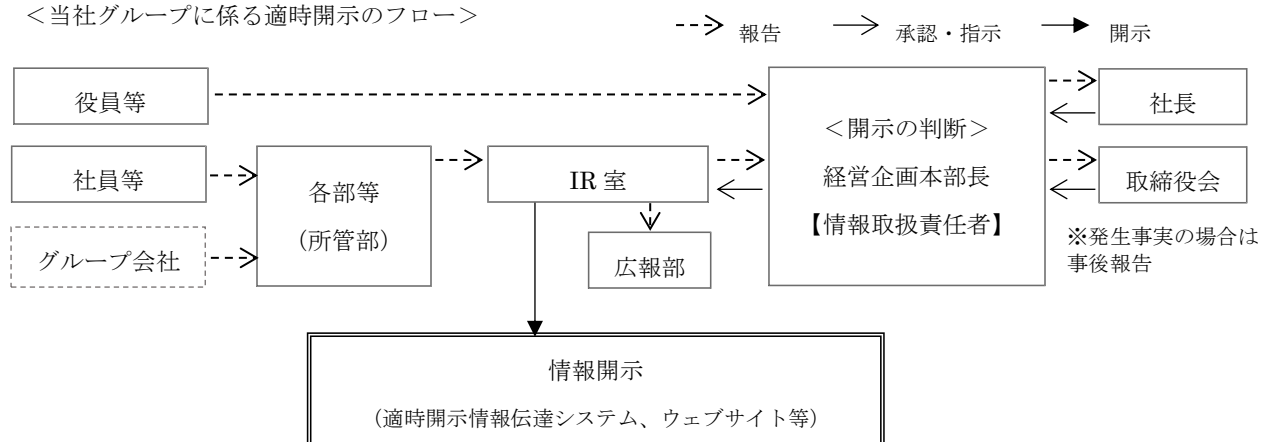 ＜当社グループに係る適時開示のフロー＞
報告
承認・指示
開示
役員等
社員等
グループ会社
各部等
（所管部）
IR 室
広報部
＜開示の判断＞
経営企画本部長
【情報取扱責任者】
社長
取締役会
※発生事実の場合は
事後報告
情報開示
（適時開示情報伝達システム、ウェブサイト等）